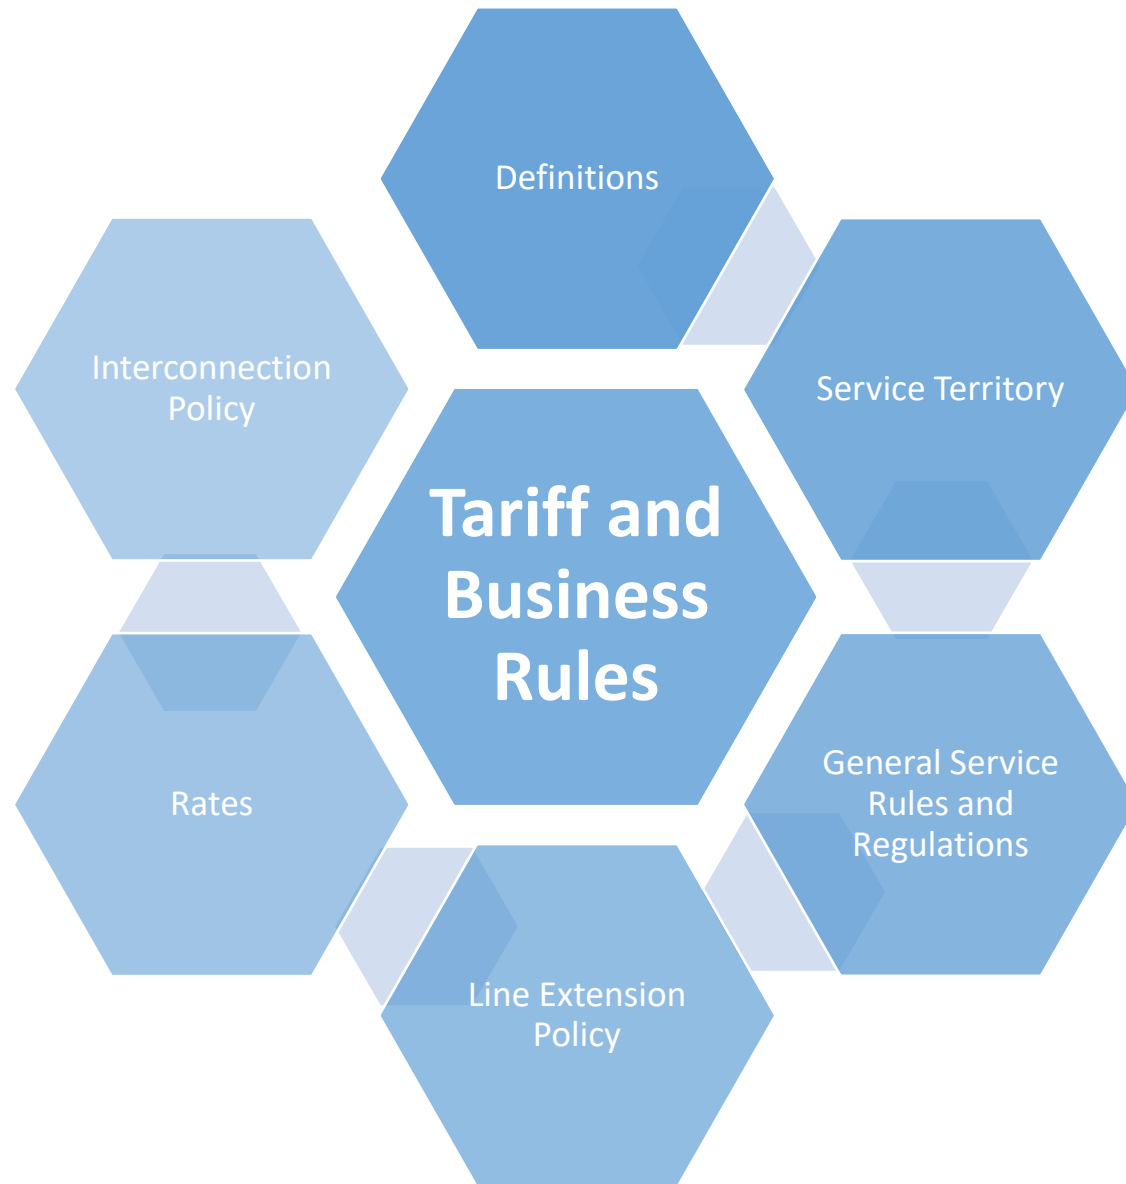 Definitions
Service Territory
General Service
Rules and
Regulations
Line Extension
Policy
Rates
Interconnection
Policy
Tariff and
Business
Rules